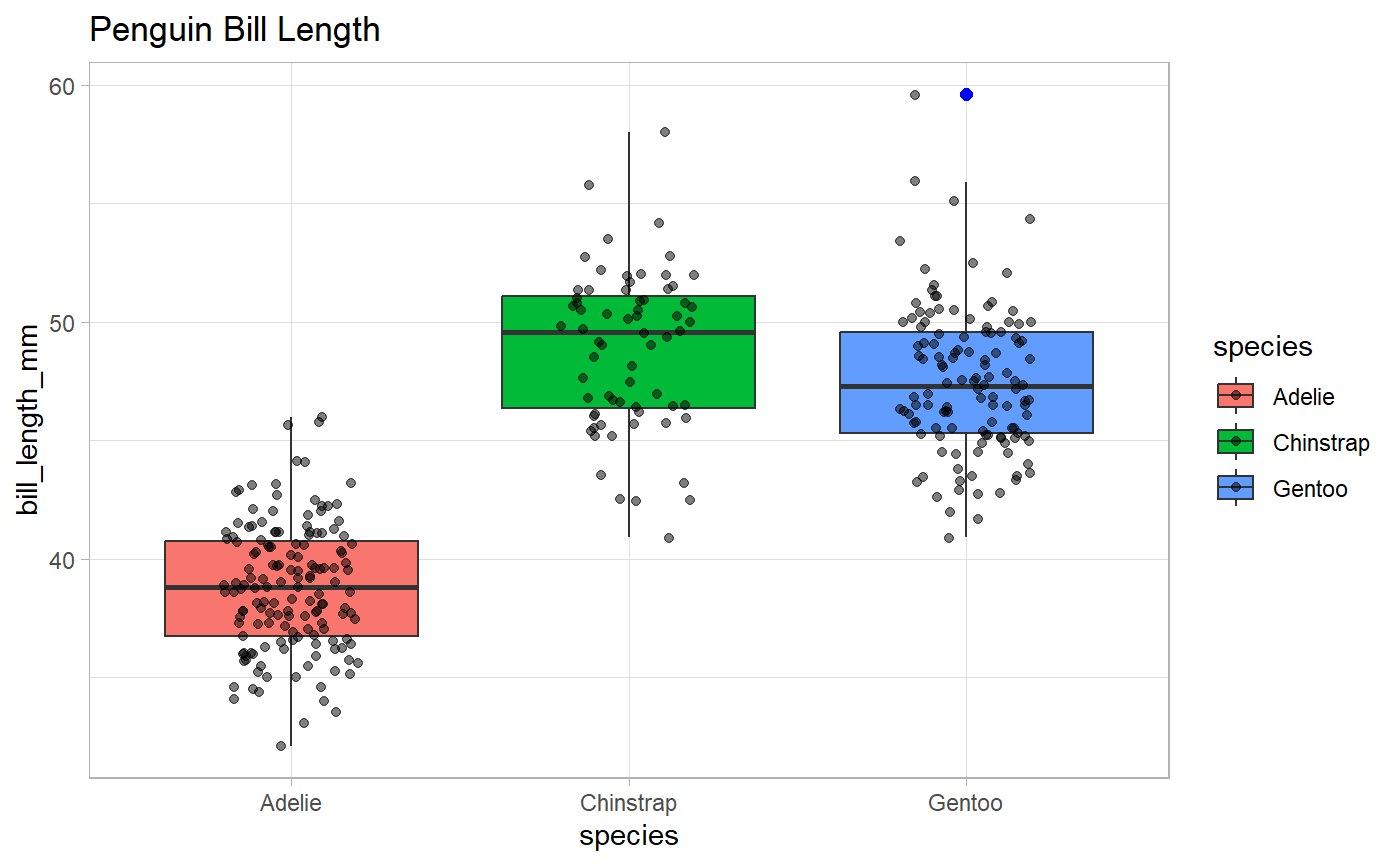 Penguin Bill Length
bill_length_mm
60
50
40
Adelie
Chinstrap
Gentoo
species
species
Adelie
Chinstrap
Gentoo